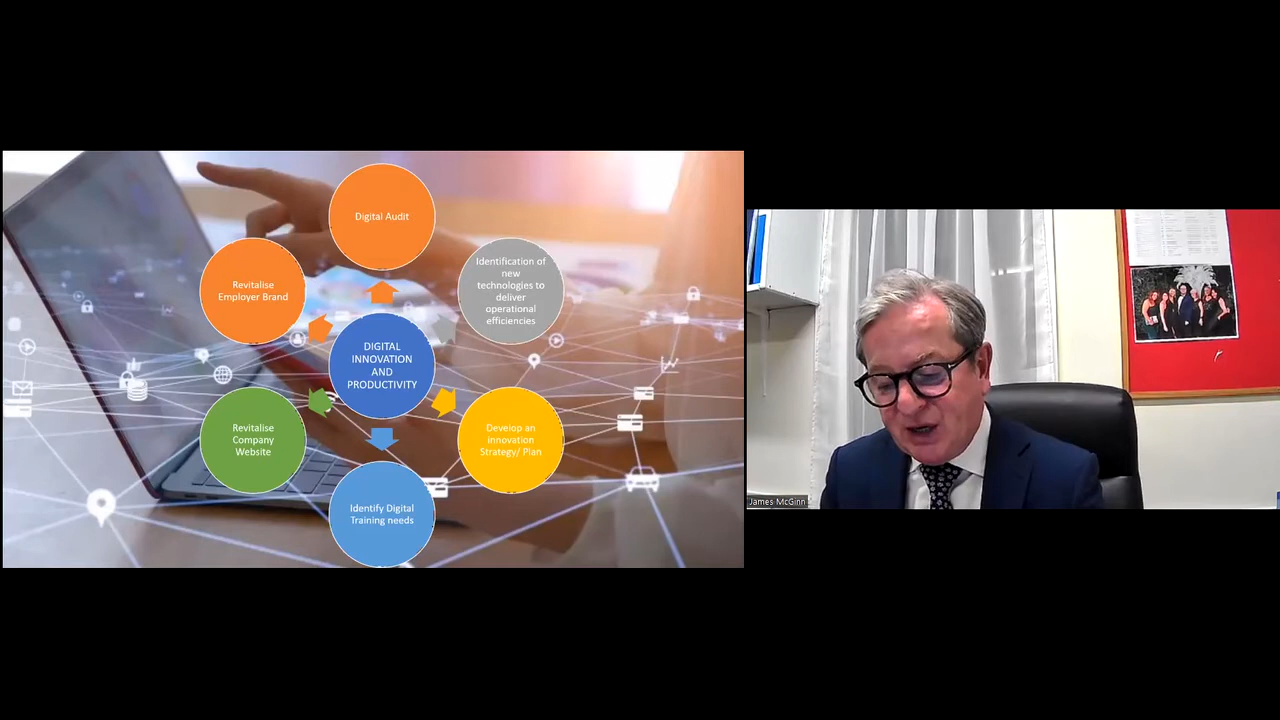 Digital Audit
Identification of
new
technologies to
deliver
operational
efficiencies
Develop an
innovation
Strategy/ Plan
Identify Digital
Training needs
Revitalise
Company
Website
Revitalise
Employer Brand
DIGITAL
INNOVATION
AND
PRODUCTIVITY
James McGinn